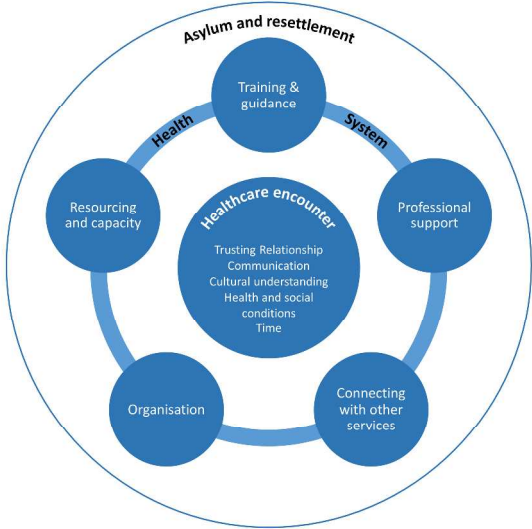 Asylum and resettlement
Training &
guidance
Health
System
Resourcing
and capacity
Professional
support
Healthcare encounter
Trusting Relationship
Communication
Cultural understanding
Health and social
conditions
Time
Organisation
Connecting
with other
services